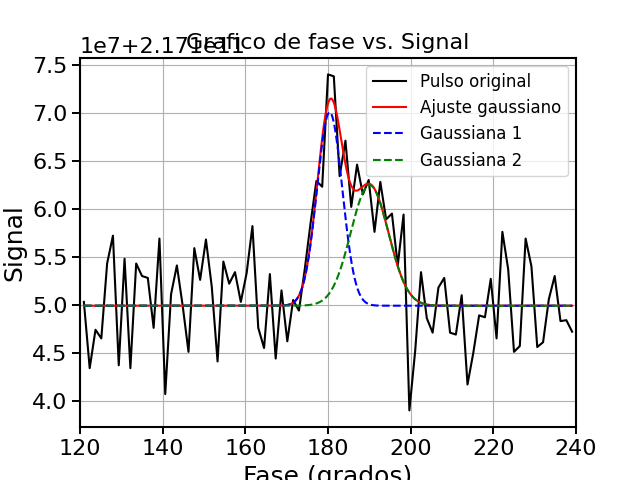 1e7+2.171e11
Grafico de fase vs. Signal
7.5
7.0
6.5
6.0
5.5
5.0
4.5
4.0
Signal
Pulso original
Ajuste gaussiano
Gaussiana 1
Gaussiana 2
120 140 160 180 200 220 240
Fase (grados)